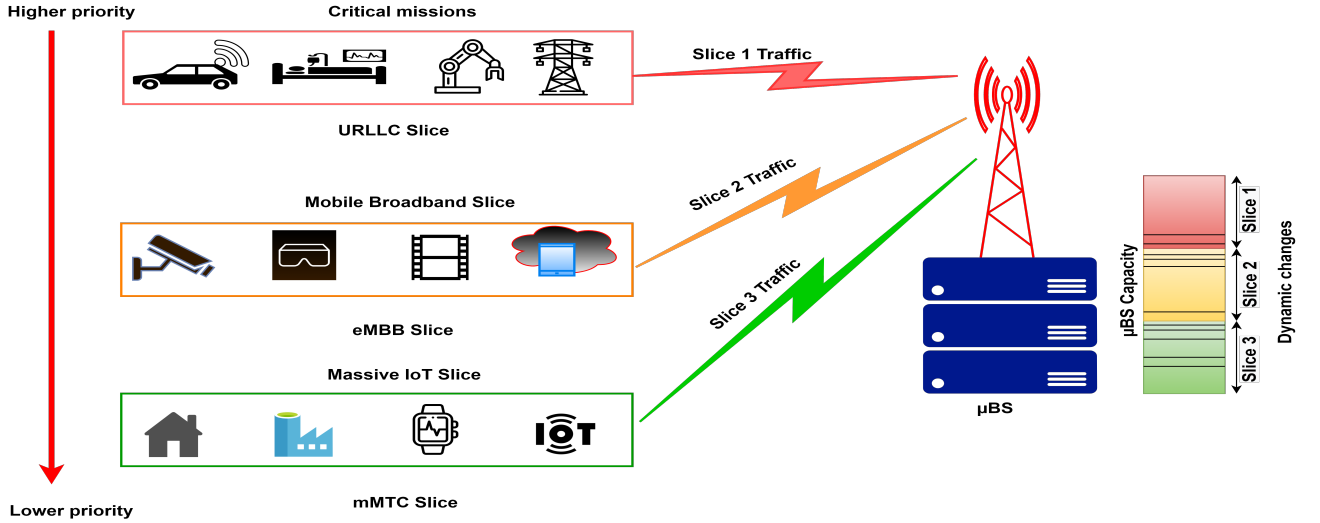 Higher priority
Critical missions
Slice 1 Traffic
URLLC Slice
Mobile Broadband Slice
Slice 2 Traffic
eMBB Slice
Slice 3 Traffic
Massive IoT Slice
IOT
mMTC Slice
Lower priority
µBS
µBS Capacity
Slice 1
Slice 2
Slice 3
Dynamic changes